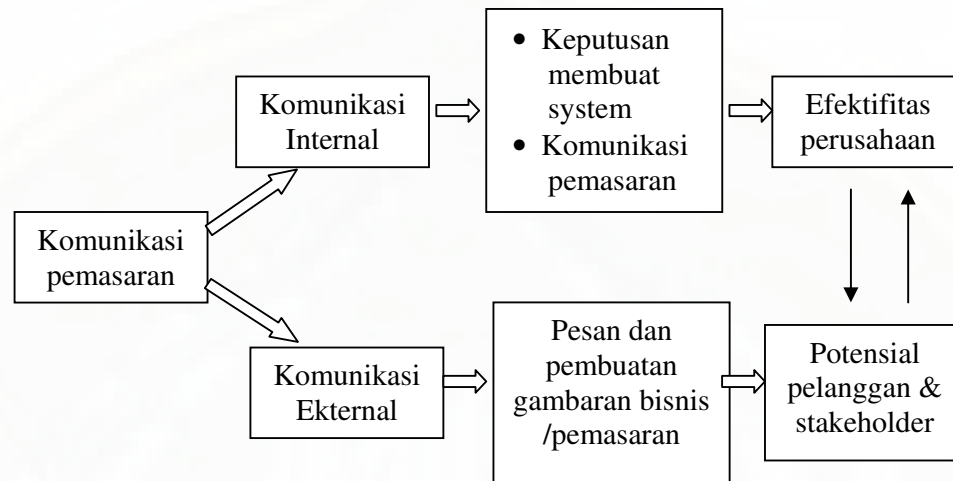 Komunikasi
pemasaran
Komunikasi
Internal
• Keputusan
membuat
system
• Komunikasi
pemasaran
Efektifitas
perusahaan
Komunikasi
Ekternal
Pesan dan
pembuatan
gambaran bisnis
/pemasaran
Potensial
pelanggan &
stakeholder